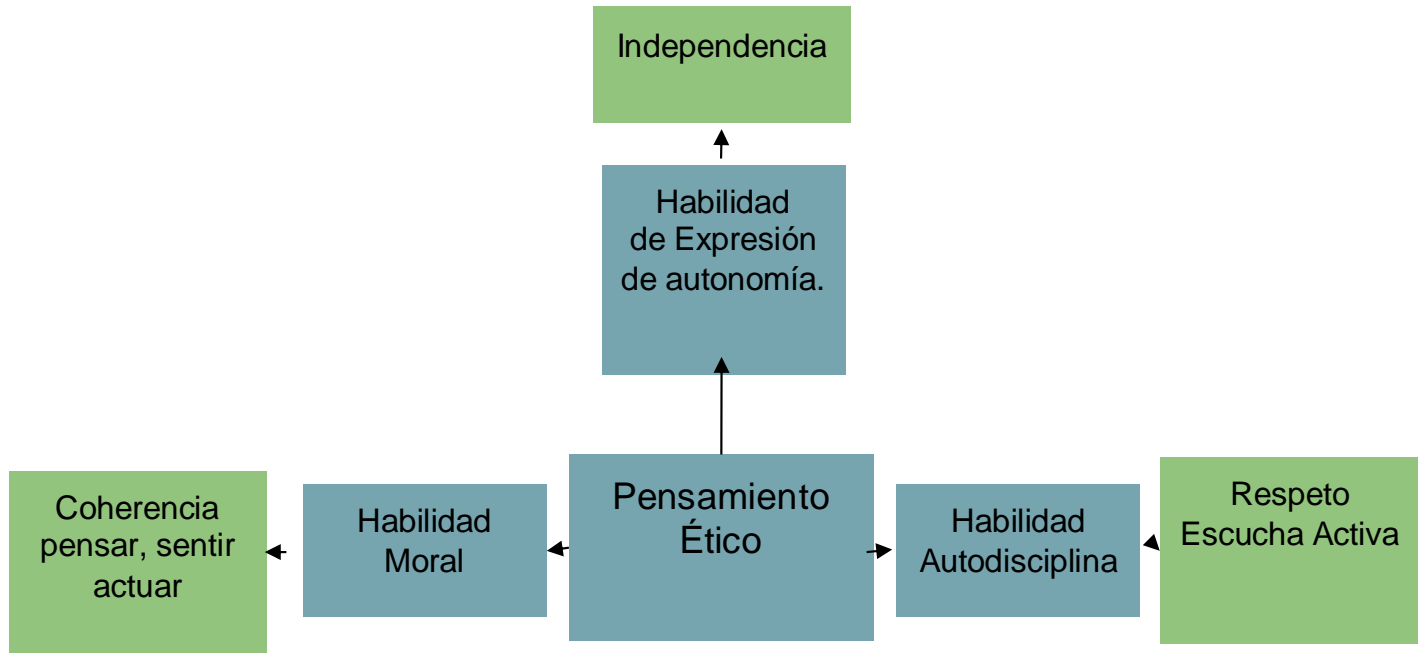 Independencia
Habilidad
de Expresión
de autonomía.
Coherencia
pensar, sentir
actuar
Habilidad
Moral
Pensamiento
Ético
Habilidad
Autodisciplina
Respeto
Escucha Activa